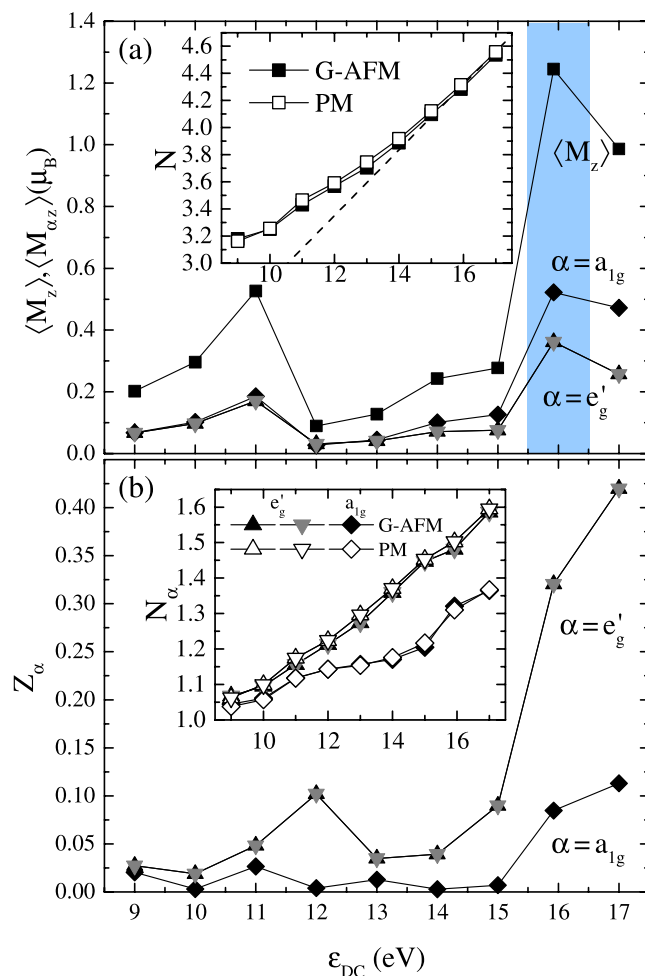 (a)
1.4
1.2
1.0
0.8
0.6
0.4
0.2
0.0
⟨M_z⟩,⟨M_αz⟩(μ_B)
4.6
4.4
4.2
4.0
3.8
3.6
3.4
3.2
3.0
N
10 12 14 16
G-AFM
PM
⟨M_z⟩
α=a_1g
α=e'_g
(b)
0.40
0.35
0.30
0.25
0.20
0.15
0.10
0.05
0.00
Z_α
1.6
1.5
1.4
1.3
1.2
1.1
1.0
N_α
e'_g a_1g
G-AFM
PM
10 12 14 16
α=e'_g
α=a_1g
9 10 11 12 13 14 15 16 17
ε_DC (eV)